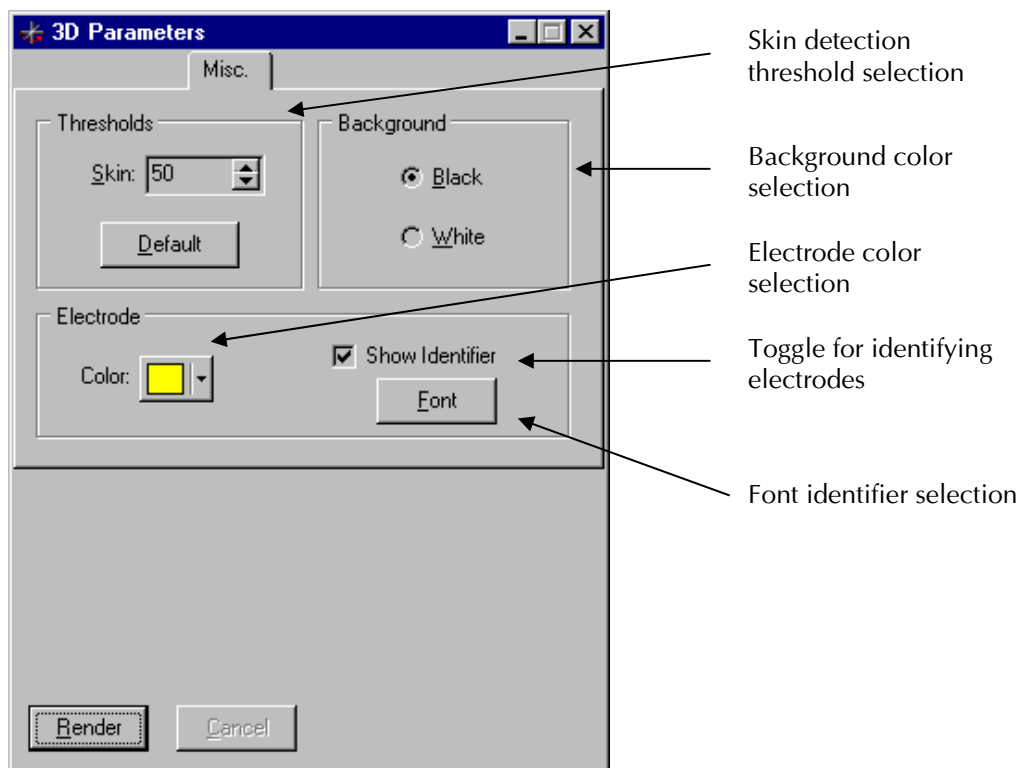 3D Parameters
Misc.
Thresholds
Skin: 50
Default
Background
Black
White
Electrode
Color:
Show Identifier
Font
Render
Cancel
Skin detection
threshold selection
Background color
selection
Electrode color
selection
Toggle for identifying
electrodes
Font identifier selection